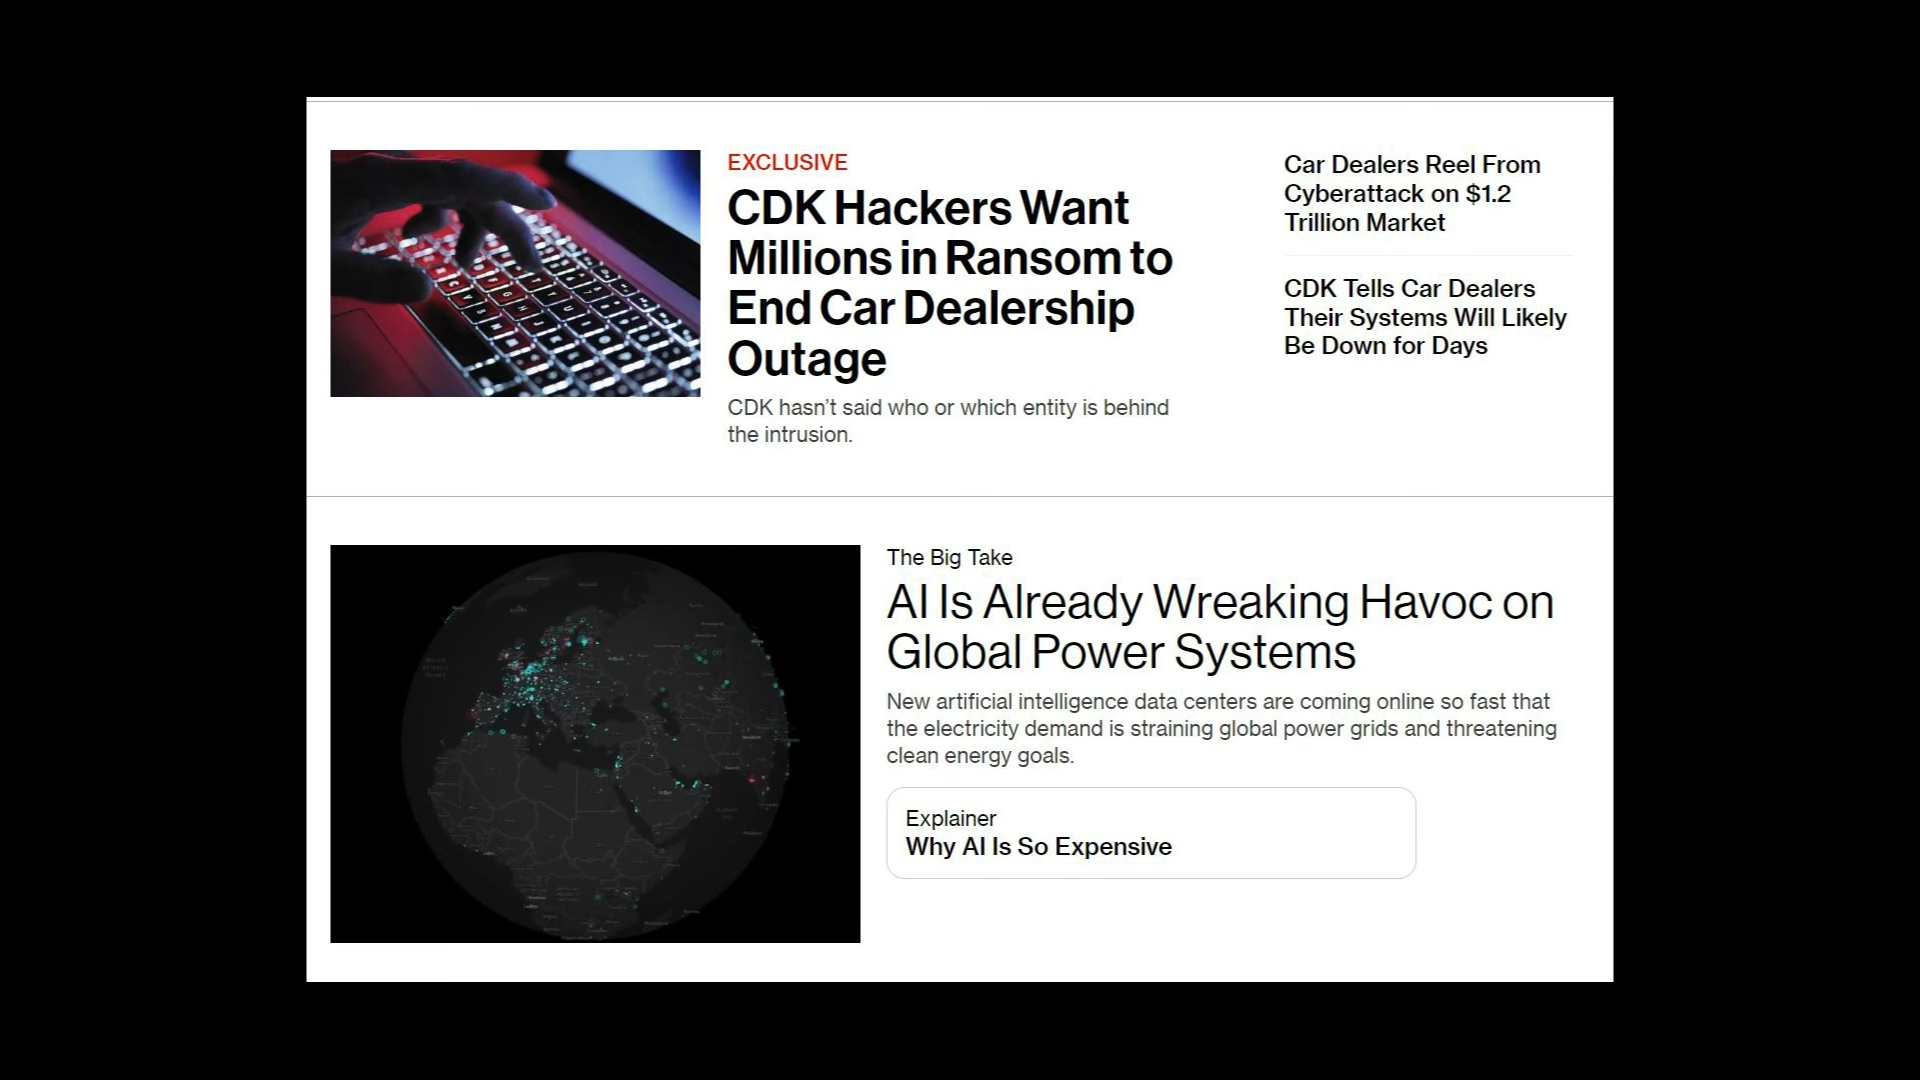 EXCLUSIVE
CDK Hackers Want
Millions in Ransom to
End Car Dealership
Outage
CDK hasn't said who or which entity is behind
the intrusion.
Car Dealers Reel From
Cyberattack on $1.2
Trillion Market
CDK Tells Car Dealers
Their Systems Will Likely
Be Down for Days
The Big Take
AI Is Already Wreaking Havoc on
Global Power Systems
New artificial intelligence data centers are coming online so fast that
the electricity demand is straining global power grids and threatening
clean energy goals.
Explainer
Why AI Is So Expensive